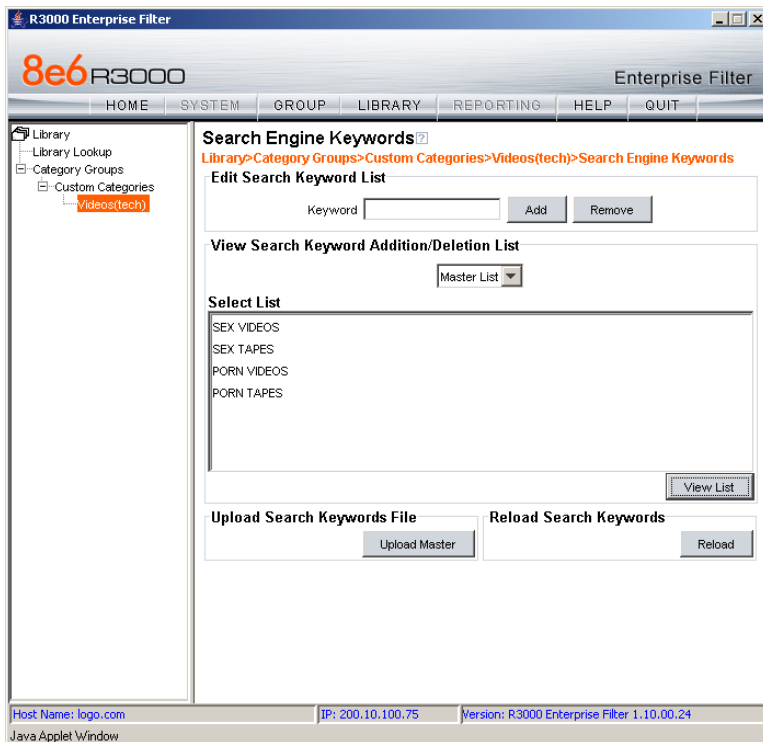 R3000 Enterprise Filter
8e6 R3000
Enterprise Filter
HOME SYSTEM GROUP LIBRARY REPORTING HELP QUIT
Library
Library Lookup
Category Groups
Custom Categories
Videos(tech)
Search Engine Keywords?
Library>Category Groups>Custom Categories>Videos(tech)>Search Engine Keywords
Edit Search Keyword List
Keyword Add Remove
View Search Keyword Addition/Deletion List
Master List
Select List
SEX VIDEOS
SEX TAPES
PORN VIDEOS
PORN TAPES
View List
Upload Search Keywords File
Upload Master
Reload Search Keywords
Reload
Host Name: logo.com IP: 200.10.100.75 Version: R3000 Enterprise Filter 1.10.00.24
Java Applet Window